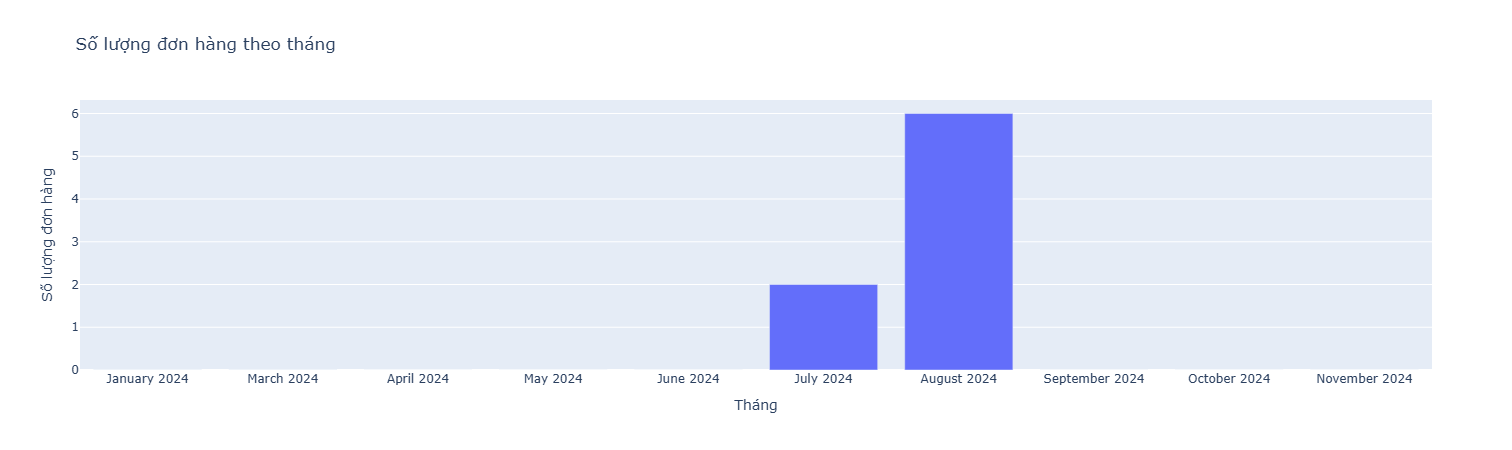 Số lượng đơn hàng theo tháng
Số lượng đơn hàng
6
5
4
3
2
1
0
January 2024 March 2024 April 2024 May 2024 June 2024 July 2024 August 2024 September 2024 October 2024 November 2024
Tháng